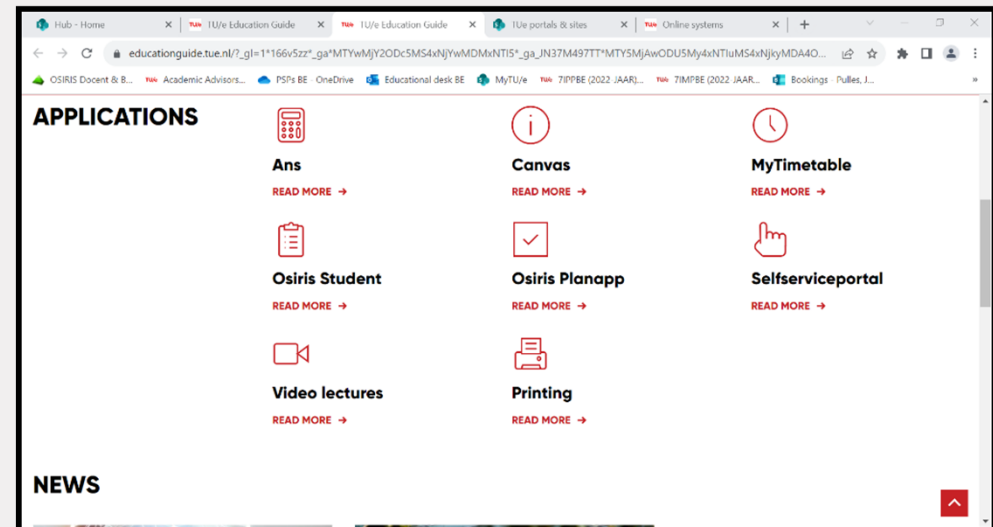 Hub - Home
TU/e Education Guide
TU/e Education Guide
TUe portals & sites
Online systems
educationguide.tue.nl/?_gl=1*166v5zz*_ga*MTYwMjY2ODc5MS4xNjYwMDMxNTI5*_ga_JN37M497TT*MTY5MjAwODU5My4xNTIuMS4xNjkyMDA4O...
OSIRIS Docent & B...
TU/e Academic Advisors...
PSPs BE - OneDrive
Educational desk BE
MyTU/e
TU/e 7IPPBE (2022-JAAR)...
TU/e 7IMPBE (2022-JAAR...
Bookings - Pulles, J...
APPLICATIONS
Ans
READ MORE →
Canvas
READ MORE →
MyTimetable
READ MORE →
Osiris Student
READ MORE →
Osiris Planapp
READ MORE →
Selfserviceportal
READ MORE →
Video lectures
READ MORE →
Printing
READ MORE →
NEWS